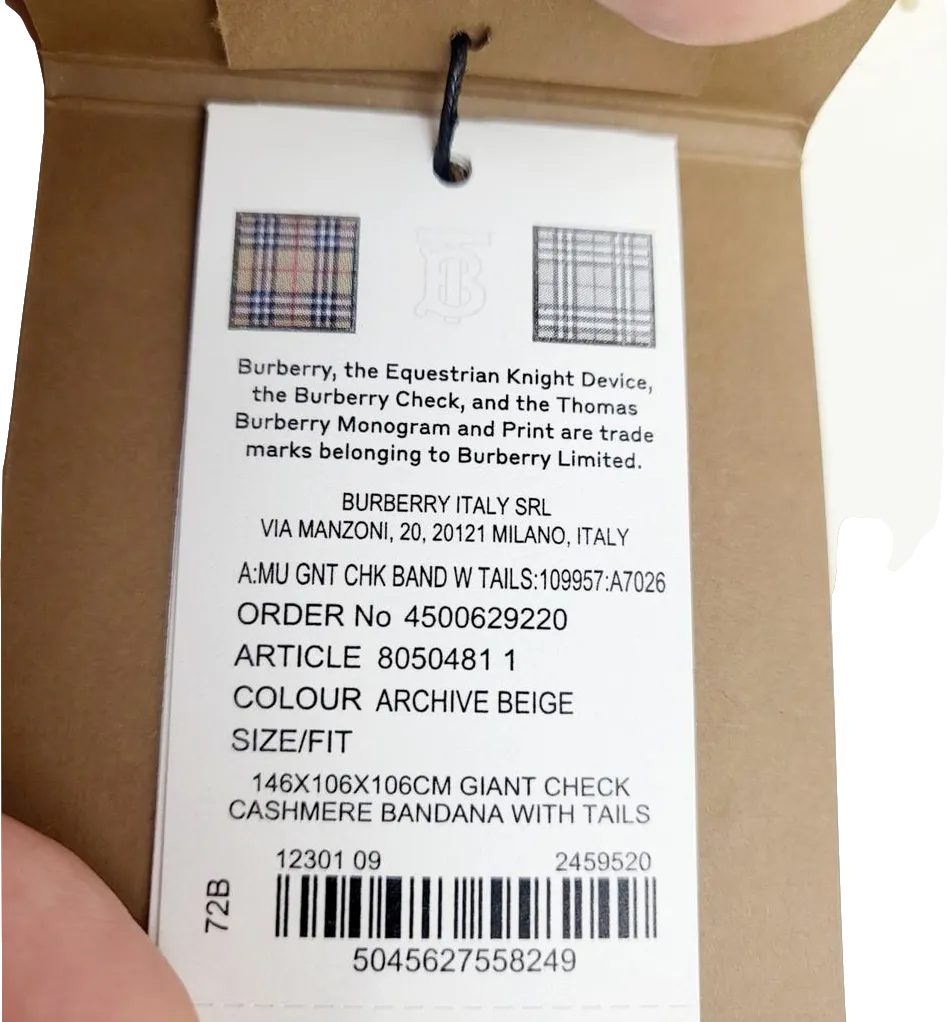 Burberry, the Equestrian Knight Device,
the Burberry Check, and the Thomas
Burberry Monogram and Print are trade
marks belonging to Burberry Limited.
BURBERRY ITALY SRL
VIA MANZONI, 20, 20121 MILANO, ITALY
A:MU GNT CHK BAND W TAILS:109957:A7026
ORDER No 4500629220
ARTICLE 8050481 1
COLOUR ARCHIVE BEIGE
SIZE/FIT
146X106X106CM GIANT CHECK
CASHMERE BANDANA WITH TAILS
12301 09 2459520
72B
5045627558249